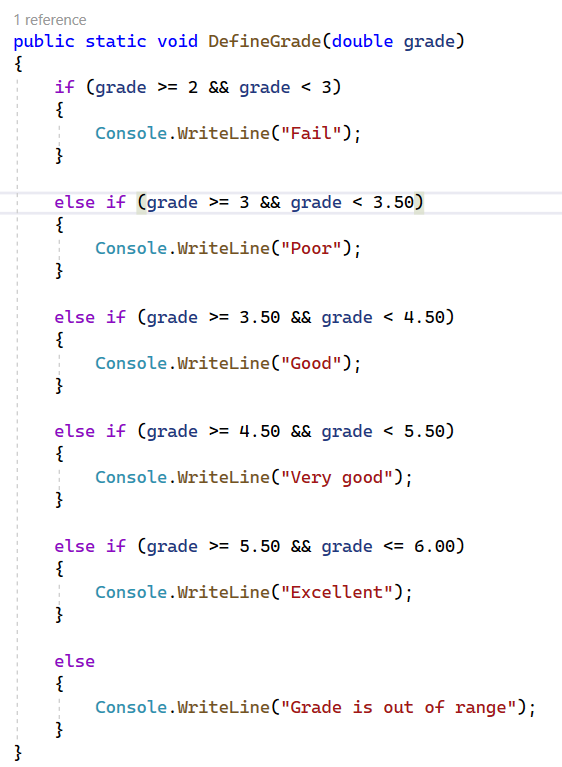 1 reference
public static void DefineGrade(double grade)
{
    if (grade >= 2 && grade < 3)
    {
        Console.WriteLine("Fail");
    }

    else if (grade >= 3 && grade < 3.50)
    {
        Console.WriteLine("Poor");
    }

    else if (grade >= 3.50 && grade < 4.50)
    {
        Console.WriteLine("Good");
    }

    else if (grade >= 4.50 && grade < 5.50)
    {
        Console.WriteLine("Very good");
    }

    else if (grade >= 5.50 && grade <= 6.00)
    {
        Console.WriteLine("Excellent");
    }

    else
    {
        Console.WriteLine("Grade is out of range");
    }
}